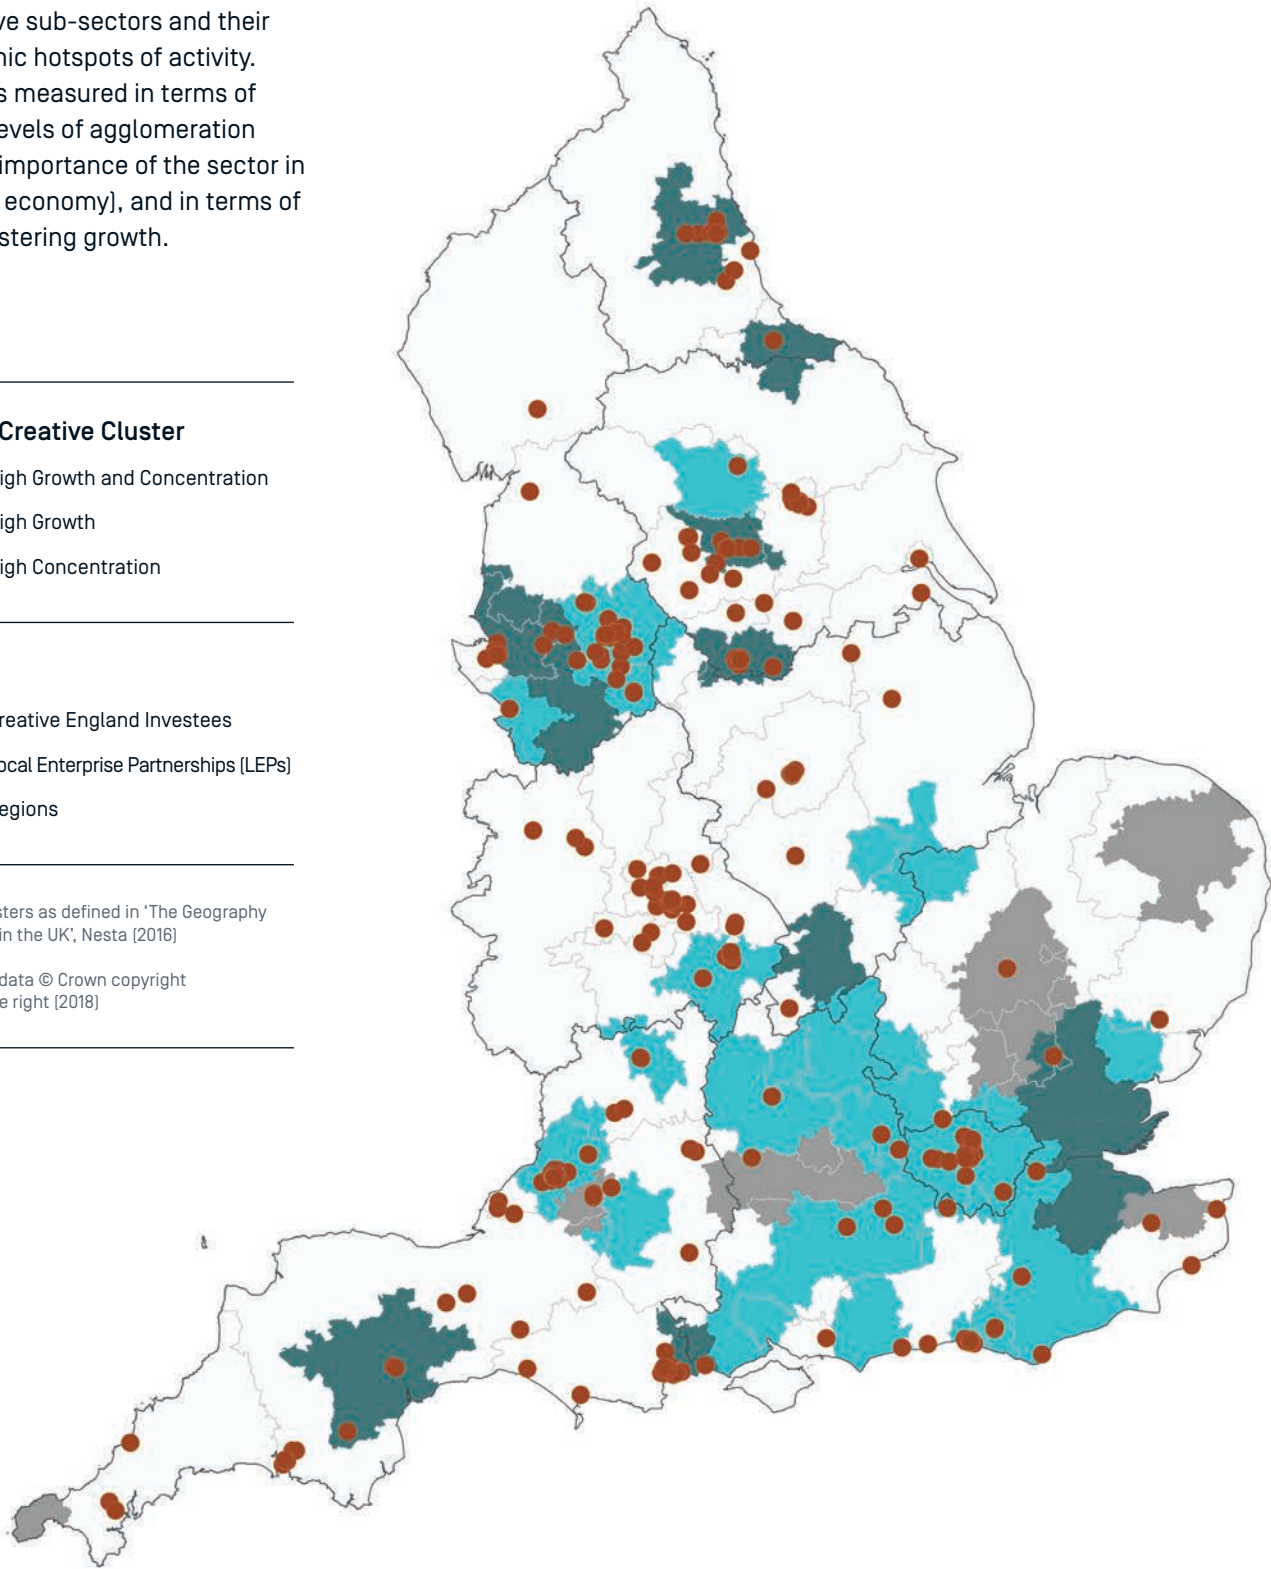 ve sub-sectors and their
nic hotspots of activity.
s measured in terms of
evels of agglomeration
importance of the sector in
economy), and in terms of
stering growth.
Creative Cluster
igh Growth and Concentration
igh Growth
igh Concentration
reative England Investees
ocal Enterprise Partnerships (LEPs)
egions
sters as defined in ‘The Geography
in the UK’, Nesta (2016)
data © Crown copyright
e right (2018)